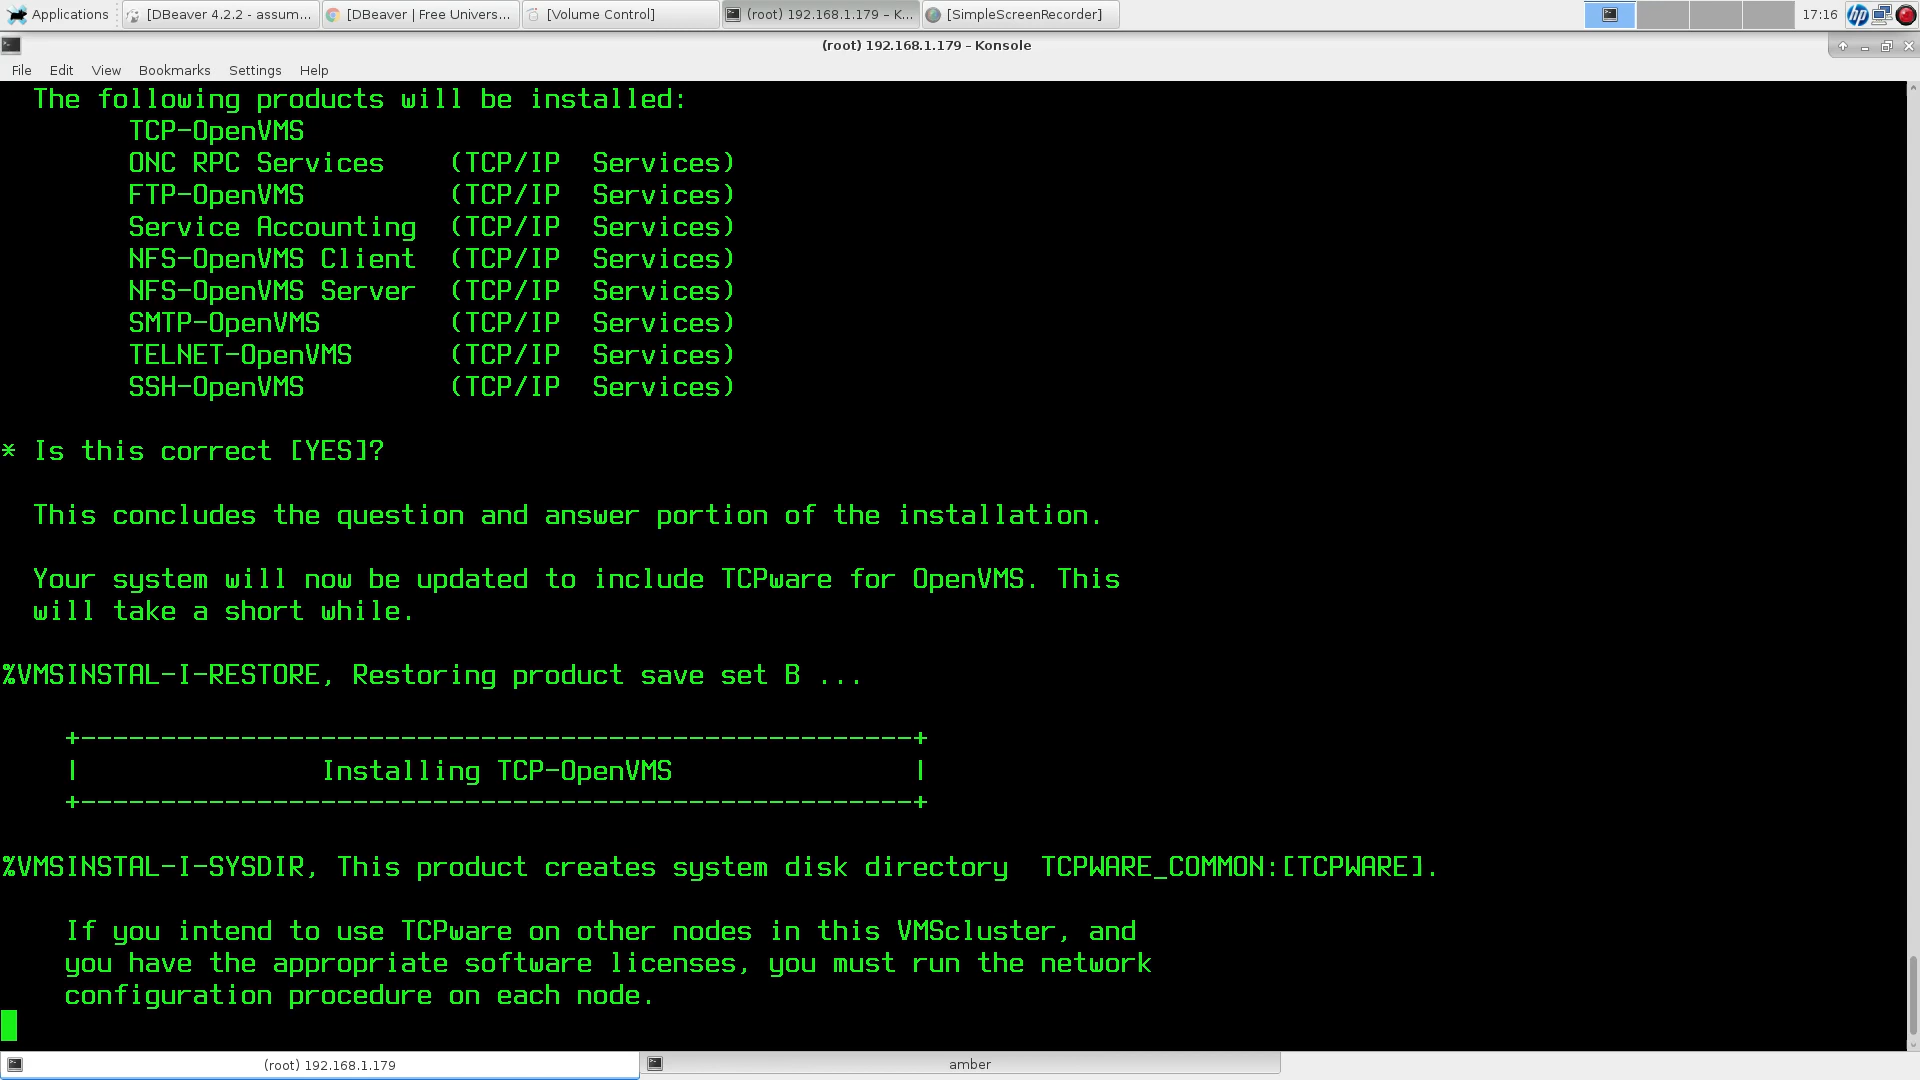 Applications [DBeaver 4.2.2 - assum... [DBeaver | Free Univers... [Volume Control] (root) 192.168.1.179 – K... [SimpleScreenRecorder] 17:16
(root) 192.168.1.179 – Konsole
File Edit View Bookmarks Settings Help
The following products will be installed:
TCP-OpenVMS
ONC RPC Services (TCP/IP Services)
FTP-OpenVMS (TCP/IP Services)
Service Accounting (TCP/IP Services)
NFS-OpenVMS Client (TCP/IP Services)
NFS-OpenVMS Server (TCP/IP Services)
SMTP-OpenVMS (TCP/IP Services)
TELNET-OpenVMS (TCP/IP Services)
SSH-OpenVMS (TCP/IP Services)
* Is this correct [YES]?
This concludes the question and answer portion of the installation.
Your system will now be updated to include TCPware for OpenVMS. This
will take a short while.
%VMSINSTAL-I-RESTORE, Restoring product save set B ...
+----------------------------------------------------+
| Installing TCP-OpenVMS |
+----------------------------------------------------+
%VMSINSTAL-I-SYSDIR, This product creates system disk directory TCPWARE_COMMON:[TCPWARE].
If you intend to use TCPware on other nodes in this VMScluster, and
you have the appropriate software licenses, you must run the network
configuration procedure on each node.
(root) 192.168.1.179 amber